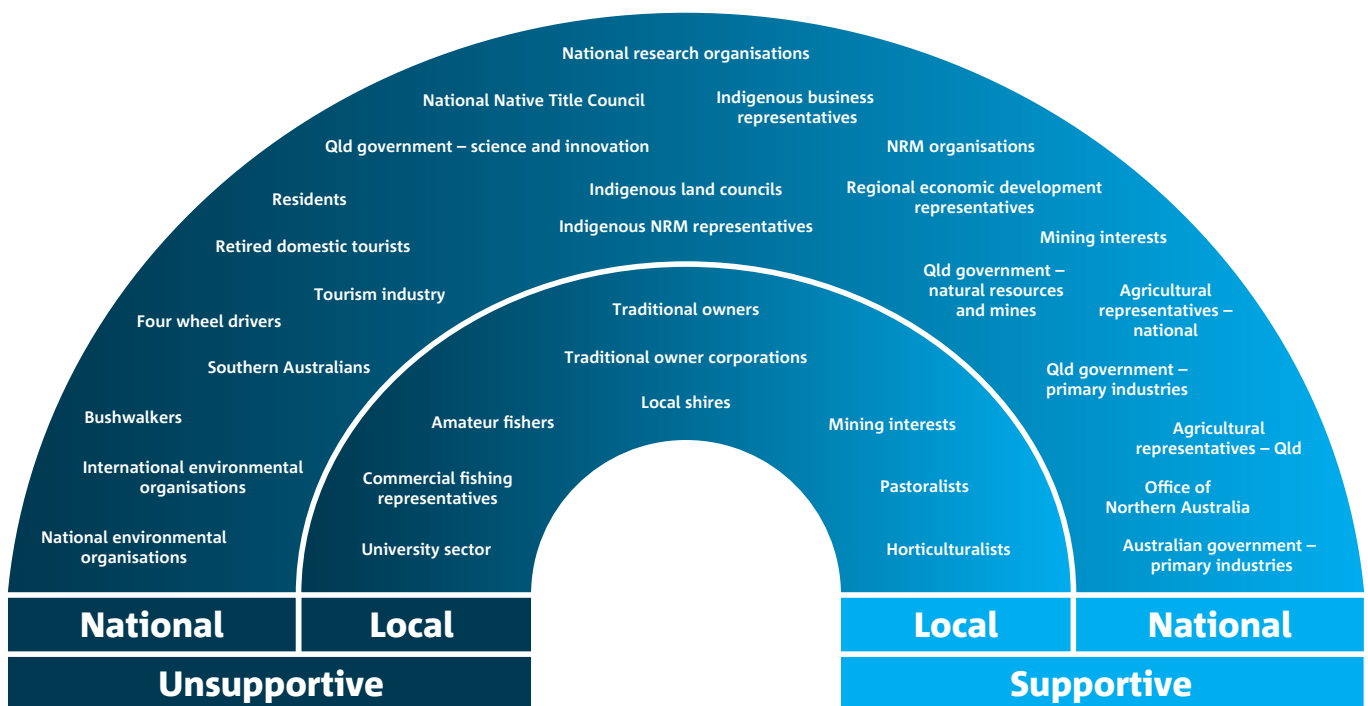 National research organisations
National Native Title Council
Indigenous business
representatives
Qld government – science and innovation
NRM organisations
Residents
Indigenous land councils
Regional economic development
representatives
Indigenous NRM representatives
Retired domestic tourists
Mining interests
Tourism industry
Qld government –
natural resources
and mines
Agricultural
representatives –
national
Four wheel drivers
Southern Australians
Qld government –
primary industries
Bushwalkers
Agricultural
representatives – Qld
International environmental
organisations
Office of
Northern Australia
National environmental
organisations
Australian government –
primary industries
Traditional owners
Traditional owner corporations
Local shires
Amateur fishers
Mining interests
Commercial fishing
representatives
Pastoralists
University sector
Horticulturalists
National
Local
Local
National
Unsupportive
Supportive